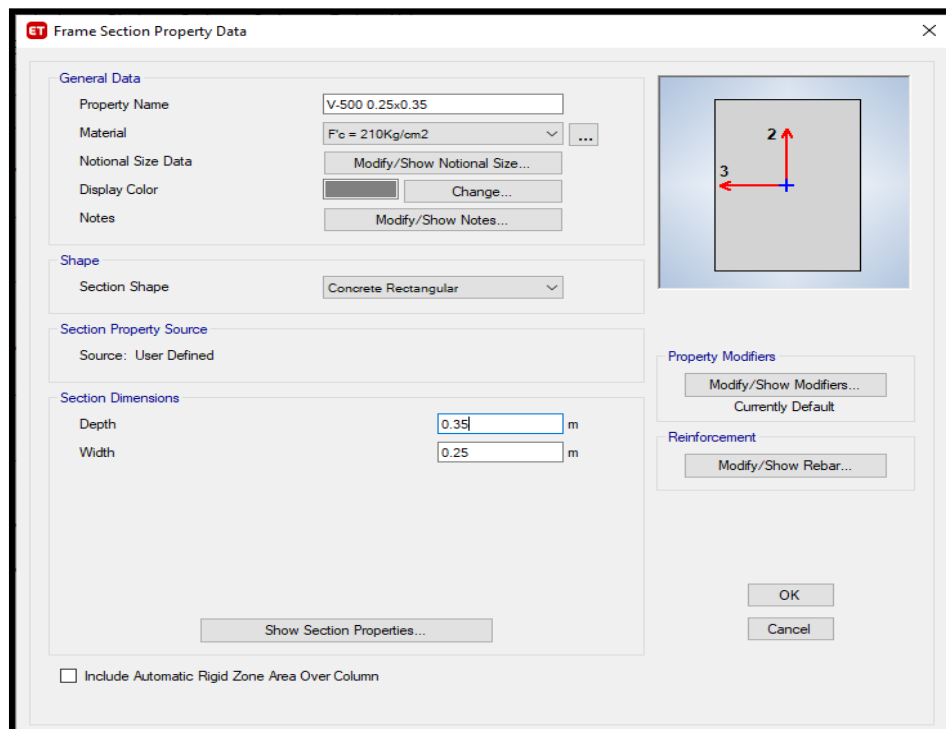 ET Frame Section Property Data
General Data
Property Name V-500 0.25x0.35
Material F'c = 210Kg/cm2 ...
Notional Size Data Modify/Show Notional Size...
Display Color Change...
Notes Modify/Show Notes...
Shape
Section Shape Concrete Rectangular
Section Property Source
Source: User Defined
Section Dimensions
Depth 0.35 m
Width 0.25 m
Show Section Properties...
Include Automatic Rigid Zone Area Over Column
2
3
Property Modifiers
Modify/Show Modifiers...
Currently Default
Reinforcement
Modify/Show Rebar...
OK
Cancel